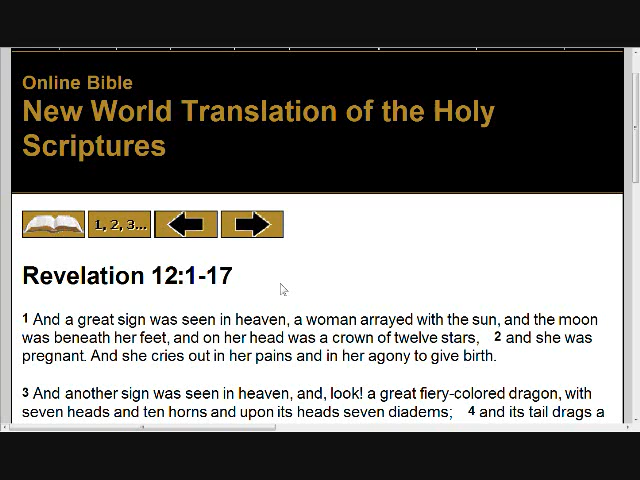 Online Bible
New World Translation of the Holy
Scriptures
1, 2, 3...
Revelation 12:1-17
1 And a great sign was seen in heaven, a woman arrayed with the sun, and the moon
was beneath her feet, and on her head was a crown of twelve stars, 2 and she was
pregnant. And she cries out in her pains and in her agony to give birth.
3 And another sign was seen in heaven, and, look! a great fiery-colored dragon, with
seven heads and ten horns and upon its heads seven diadems; 4 and its tail drags a